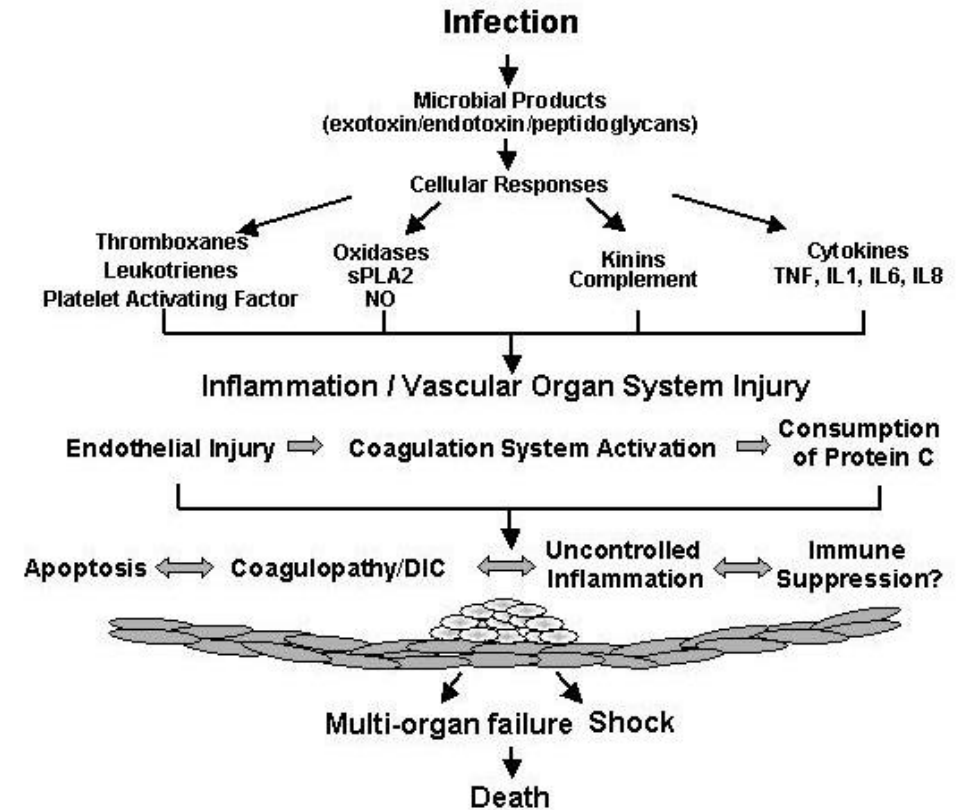 Infection
Microbial Products
(exotoxin/endotoxin/peptidoglycans)
Cellular Responses
Thromboxanes
Leukotrienes
Platelet Activating Factor
Oxidases
sPLA2
NO
Kinins
Complement
Cytokines
TNF, IL1, IL6, IL8
Inflammation / Vascular Organ System Injury
Endothelial Injury
Coagulation System Activation
Consumption
of Protein C
Apoptosis
Coagulopathy/DIC
Uncontrolled
Inflammation
Immune
Suppression?
Multi-organ failure
Shock
Death